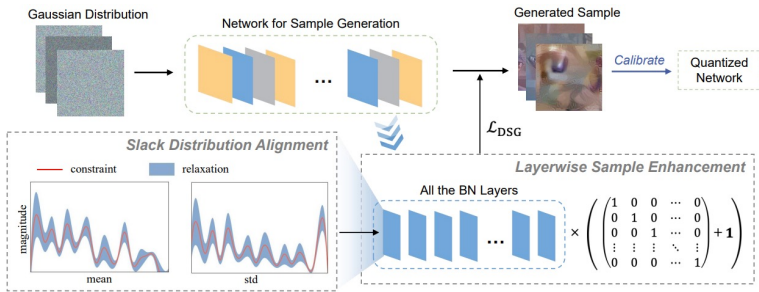 Gaussian Distribution
Network for Sample Generation
Generated Sample
...
Calibrate
Quantized
Network
ℒDSG
Slack Distribution Alignment
constraint
relaxation
magnitude
mean
std
Layerwise Sample Enhancement
All the BN Layers
...
× ( ( 1 0 0 ⋯ 0
0 1 0 ⋯ 0
0 0 1 ⋯ 0
⋮ ⋮ ⋮ ⋱ ⋮
0 0 0 ⋯ 1 ) + 1 )